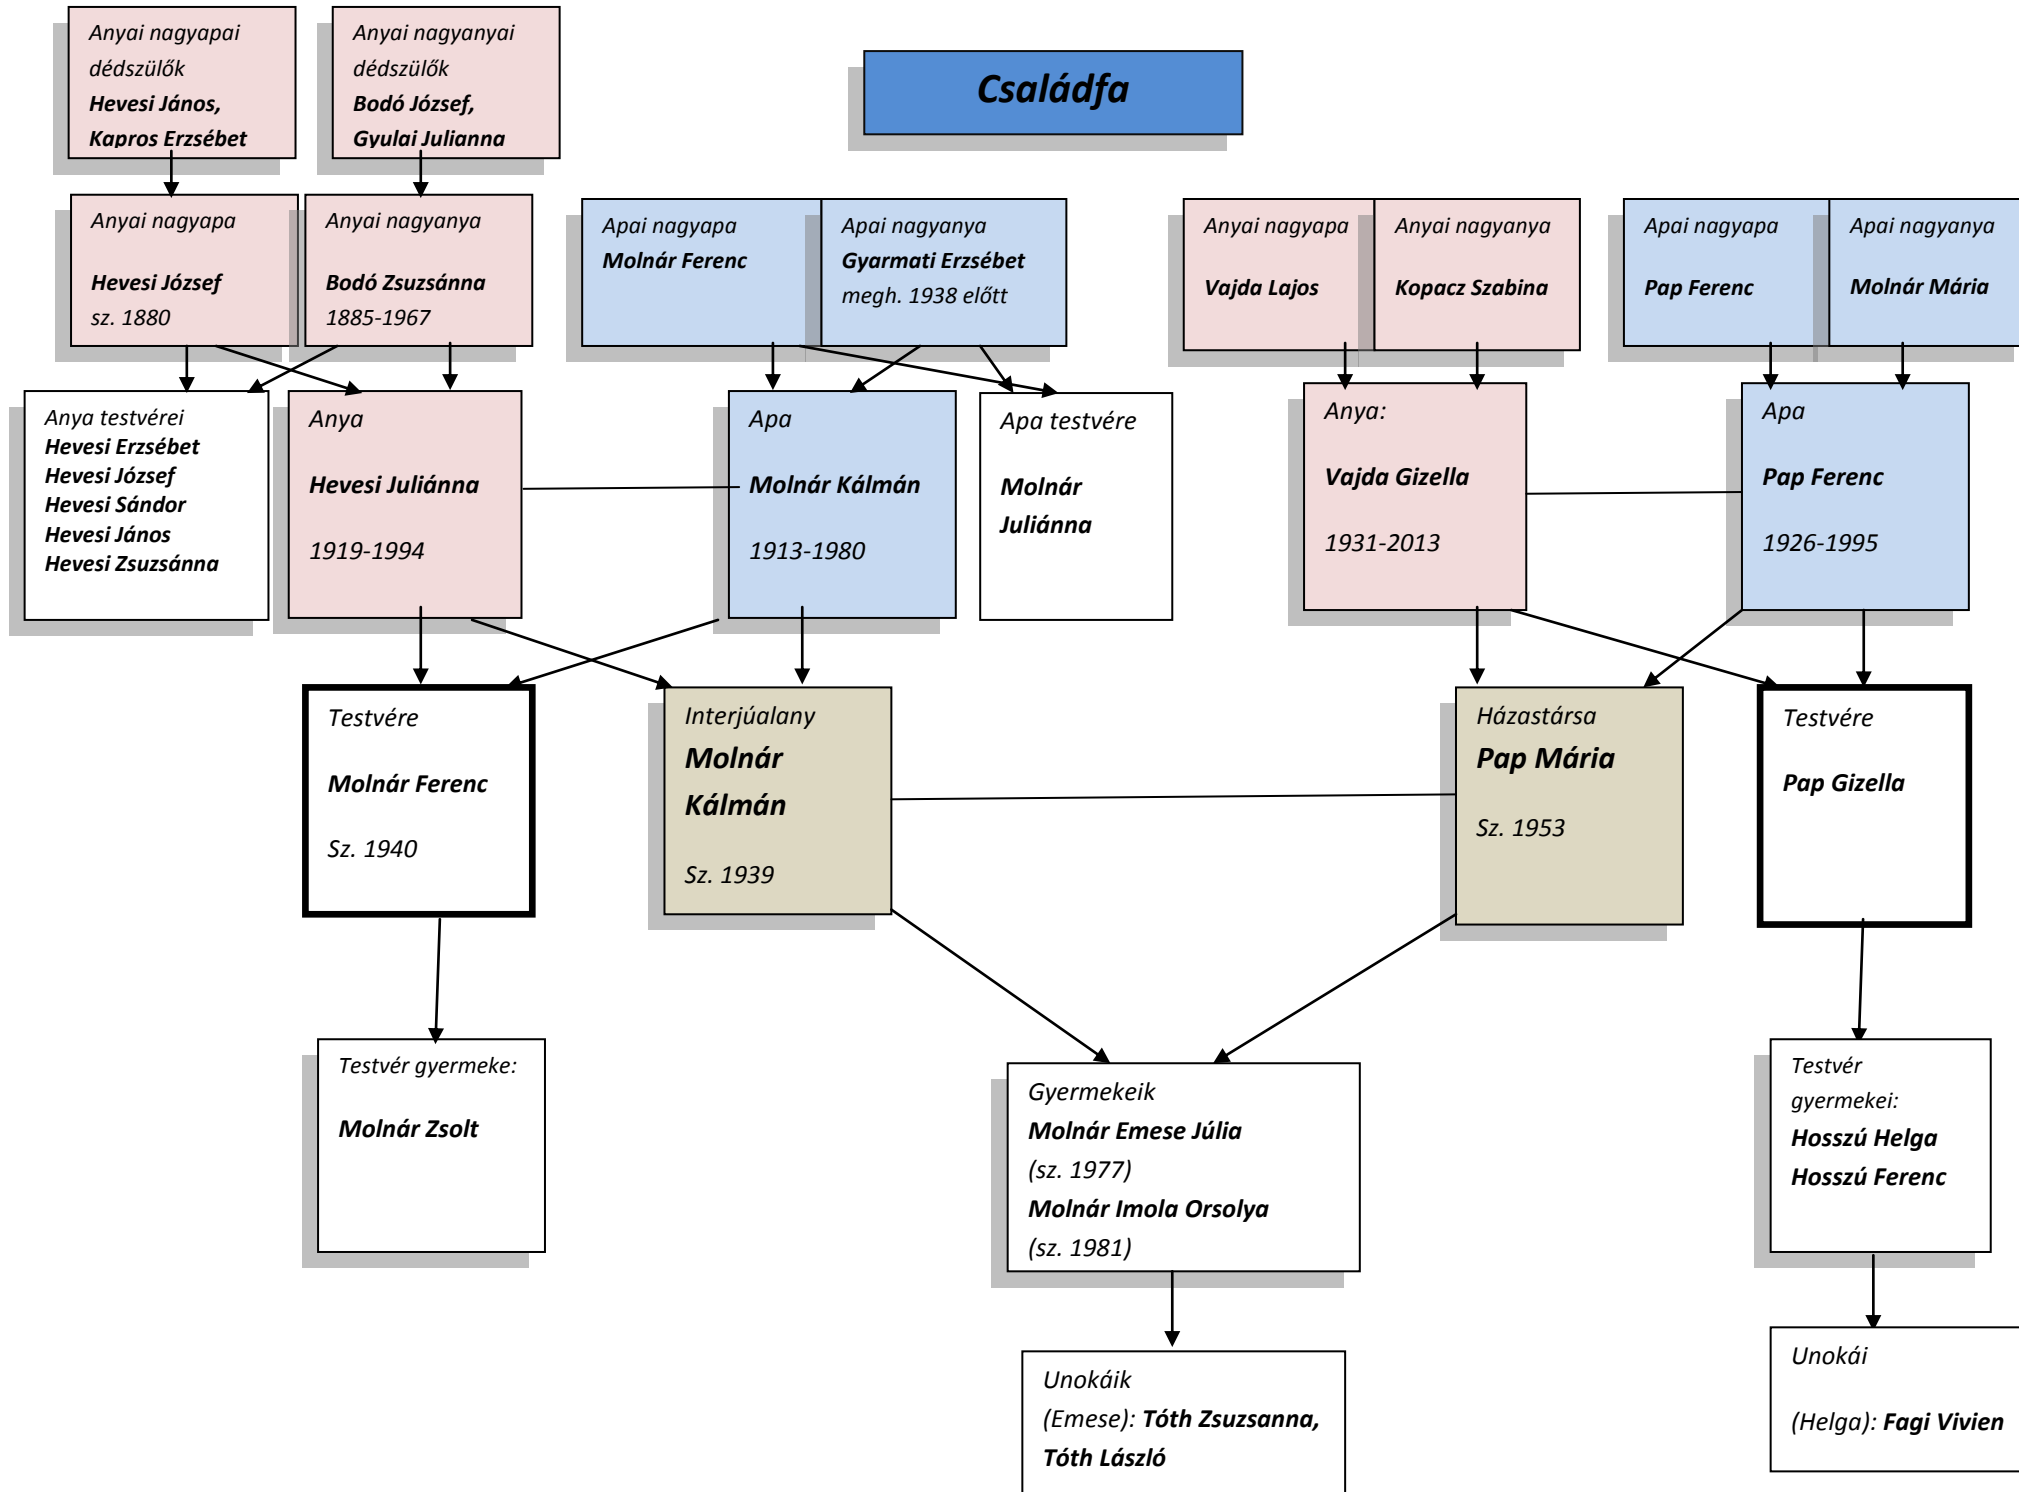 Anyai nagyapai
dédszülők
Hevesi János,
Kapros Erzsébet
Anyai nagyanyai
dédszülők
Bodó József,
Gyulai Julianna
Családfa
Anyai nagyapa
Hevesi József
sz. 1880
Anyai nagyanya
Bodó Zsuzsánna
1885-1967
Apai nagyapa
Molnár Ferenc
Apai nagyanya
Gyarmati Erzsébet
megh. 1938 előtt
Anyai nagyapa
Vajda Lajos
Anyai nagyanya
Kopacz Szabina
Apai nagyapa
Pap Ferenc
Apai nagyanya
Molnár Mária
Anya testvérei
Hevesi Erzsébet
Hevesi József
Hevesi Sándor
Hevesi János
Hevesi Zsuzsánna
Anya
Hevesi Juliánna
1919-1994
Apa
Molnár Kálmán
1913-1980
Apa testvére
Molnár
Juliánna
Anya:
Vajda Gizella
1931-2013
Apa
Pap Ferenc
1926-1995
Testvére
Molnár Ferenc
Sz. 1940
Interjúalany
Molnár
Kálmán
Sz. 1939
Házastársa
Pap Mária
Sz. 1953
Testvére
Pap Gizella
Testvér gyermeke:
Molnár Zsolt
Gyermekeik
Molnár Emese Júlia
(sz. 1977)
Molnár Imola Orsolya
(sz. 1981)
Testvér
gyermekei:
Hosszú Helga
Hosszú Ferenc
Unokáik
(Emese): Tóth Zsuzsanna,
Tóth László
Unokái
(Helga): Fagi Vivien